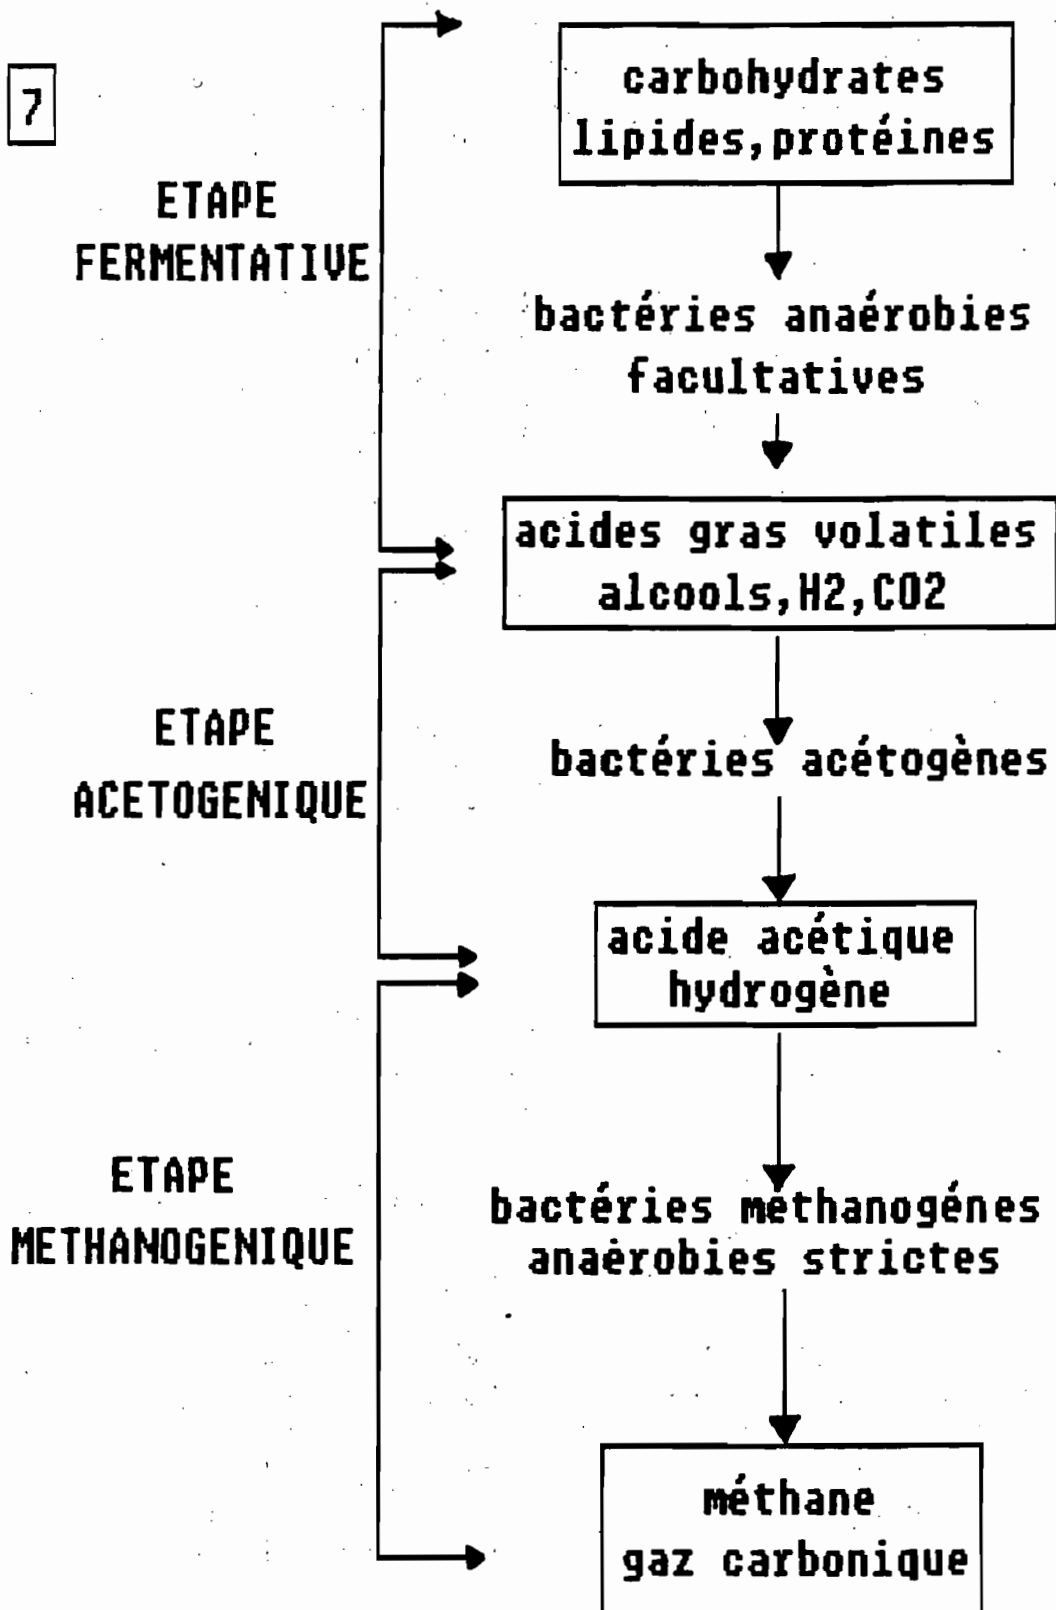 7
carbohydrates
lipides,protéines
ETAPE
FERMENTATIVE
bactéries anaérobies
facultatives
acides gras volatiles
alcools,H2,CO2
ETAPE
ACETOGENIQUE
bactéries acétogènes
acide acétique
hydrogène
ETAPE
METHANOGENIQUE
bactéries méthanogénes
anaérobies strictes
méthane
gaz carbonique